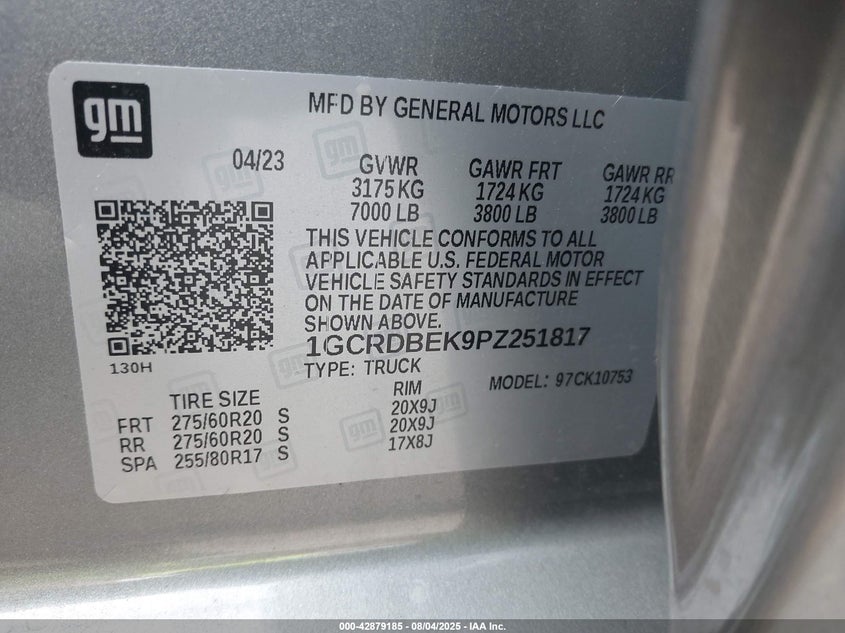 gm
MFD BY GENERAL MOTORS LLC
04/23
GVWR GAWR FRT GAWR RR
3175 KG 1724 KG 1724 KG
7000 LB 3800 LB 3800 LB
THIS VEHICLE CONFORMS TO ALL
APPLICABLE U.S. FEDERAL MOTOR
VEHICLE SAFETY STANDARDS IN EFFECT
ON THE DATE OF MANUFACTURE
SHOWN ABOVE.
1GCRDBEK9PZ251817
TYPE: TRUCK MODEL: 97CK10753
130H
TIRE SIZE RIM
FRT 275/60R20 S 20X9J
RR 275/60R20 S 20X9J
SPA 255/80R17 S 17X8J
000-42879185 - 08/04/2025 - IAA Inc.